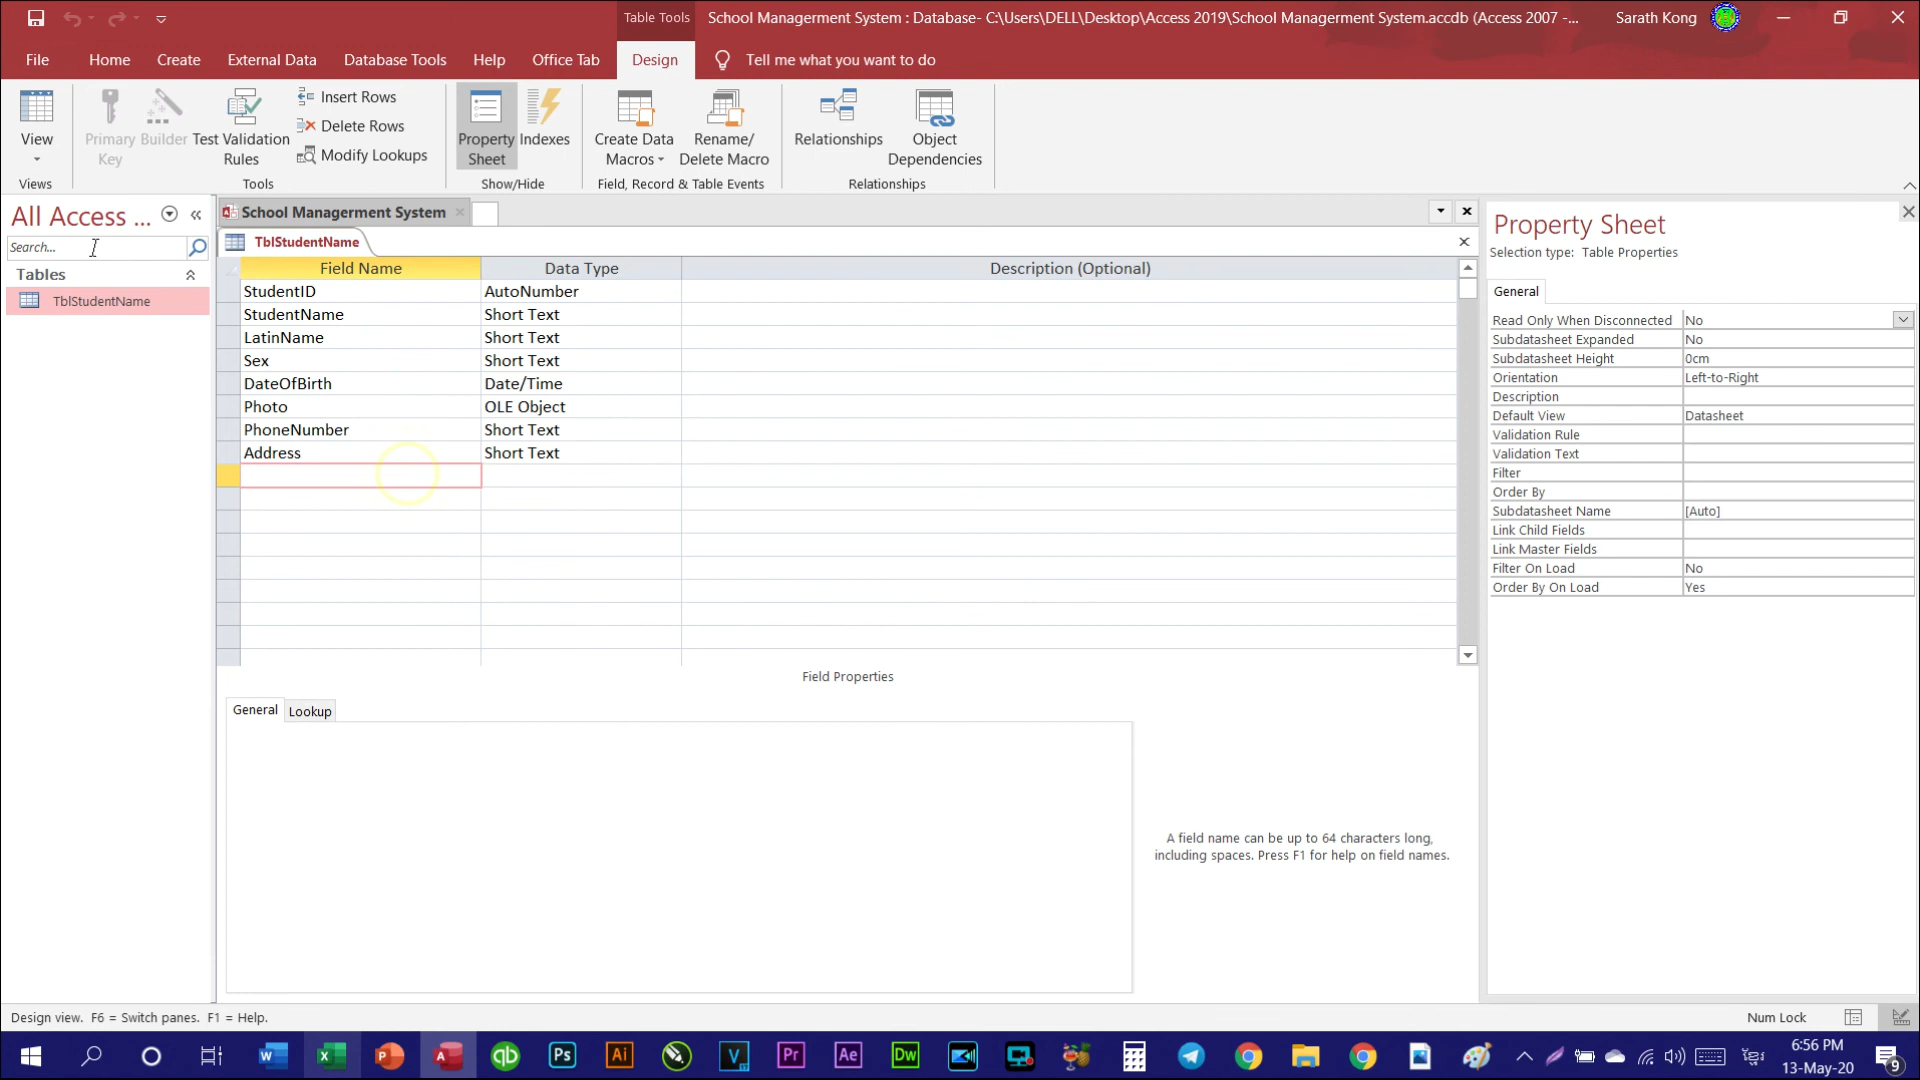 Table Tools
School Managerment System : Database- C:\Users\DELL\Desktop\Access 2019\School Managerment System.accdb (Access 2007 -...
Sarath Kong
File
Home
Create
External Data
Database Tools
Help
Office Tab
Design
Tell me what you want to do
View
Primary Key
Builder
Test Validation Rules
Insert Rows
Delete Rows
Modify Lookups
Property Sheet
Indexes
Create Data Macros
Rename/ Delete Macro
Relationships
Object Dependencies
Views
Tools
Show/Hide
Field, Record & Table Events
Relationships
All Access ...
Search...
Tables
TblStudentName
School Managerment System
TblStudentName
Field Name Data Type Description (Optional)
StudentID AutoNumber
StudentName Short Text
LatinName Short Text
Sex Short Text
DateOfBirth Date/Time
Photo OLE Object
PhoneNumber Short Text
Address Short Text
Field Properties
General Lookup
A field name can be up to 64 characters long,
including spaces. Press F1 for help on field names.
Property Sheet
Selection type: Table Properties
General
Read Only When Disconnected No
Subdatasheet Expanded No
Subdatasheet Height 0cm
Orientation Left-to-Right
Description
Default View Datasheet
Validation Rule
Validation Text
Filter
Order By
Subdatasheet Name [Auto]
Link Child Fields
Link Master Fields
Filter On Load No
Order By On Load Yes
Design view. F6 = Switch panes. F1 = Help.
Num Lock
Ps
Ai
V
Pr
Ae
Dw
6:56 PM
13-May-20
9